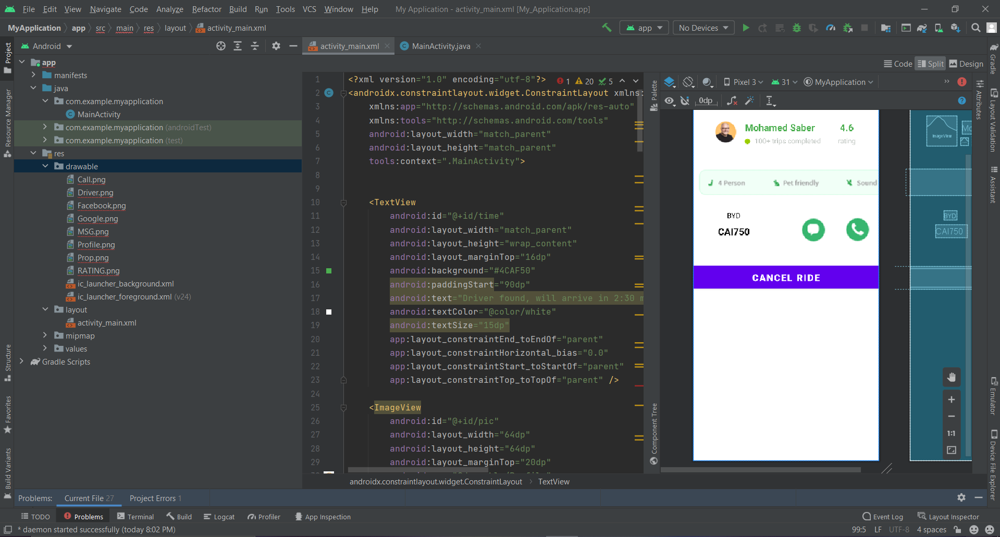 File Edit View Navigate Code Analyze Refactor Build Run Tools VCS Window Help My Application - activity_main.xml [My_Application.app]
MyApplication app src main res layout activity_main.xml app No Devices
Android
activity_main.xml MainActivity.java
Code Split Design
Project
Resource Manager
Structure
Favorites
Build Variants
app
manifests
java
com.example.myapplication
MainActivity
com.example.myapplication (androidTest)
com.example.myapplication (test)
res
drawable
Call.png
Driver.png
Facebook.png
Google.png
MSG.png
Profile.png
Prop.png
RATING.png
ic_launcher_background.xml
ic_launcher_foreground.xml (v24)
layout
activity_main.xml
mipmap
values
Gradle Scripts
1 <?xml version="1.0" encoding="utf-8"?> 1 20 5
2 <androidx.constraintlayout.widget.ConstraintLayout xmlns:
3 xmlns:app="http://schemas.android.com/apk/res-auto"
4 xmlns:tools="http://schemas.android.com/tools"
5 android:layout_width="match_parent"
6 android:layout_height="match_parent"
7 tools:context=".MainActivity">
8
9
10 <TextView
11 android:id="@+id/time"
12 android:layout_width="match_parent"
13 android:layout_height="wrap_content"
14 android:layout_marginTop="16dp"
15 android:background="#4CAF50"
16 android:paddingStart="90dp"
17 android:text="Driver found, will arrive in 2:30 m
18 android:textColor="@color/white"
19 android:textSize="15dp"
20 app:layout_constraintEnd_toEndOf="parent"
21 app:layout_constraintHorizontal_bias="0.0"
22 app:layout_constraintStart_toStartOf="parent"
23 app:layout_constraintTop_toTopOf="parent" />
24
25 <ImageView
26 android:id="@+id/pic"
27 android:layout_width="64dp"
28 android:layout_height="64dp"
29 android:layout_marginTop="20dp"
androidx.constraintlayout.widget.ConstraintLayout TextView
Palette
Component Tree
Pixel 3 31 MyApplication
0dp
Mohamed Saber 4.6
100+ trips completed rating
4 Person Pet friendly Sound
BYD
CAI750
CANCEL RIDE
ImageView
Mo
BYD
CAI750
1:1
Gradle
Attributes
Layout Validation
Assistant
Emulator
Device File Explorer
Problems: Current File 27 Project Errors 1
TODO Problems Terminal Build Logcat Profiler App Inspection Event Log Layout Inspector
* daemon started successfully (today 8:02 PM) 99:5 LF UTF-8 4 spaces